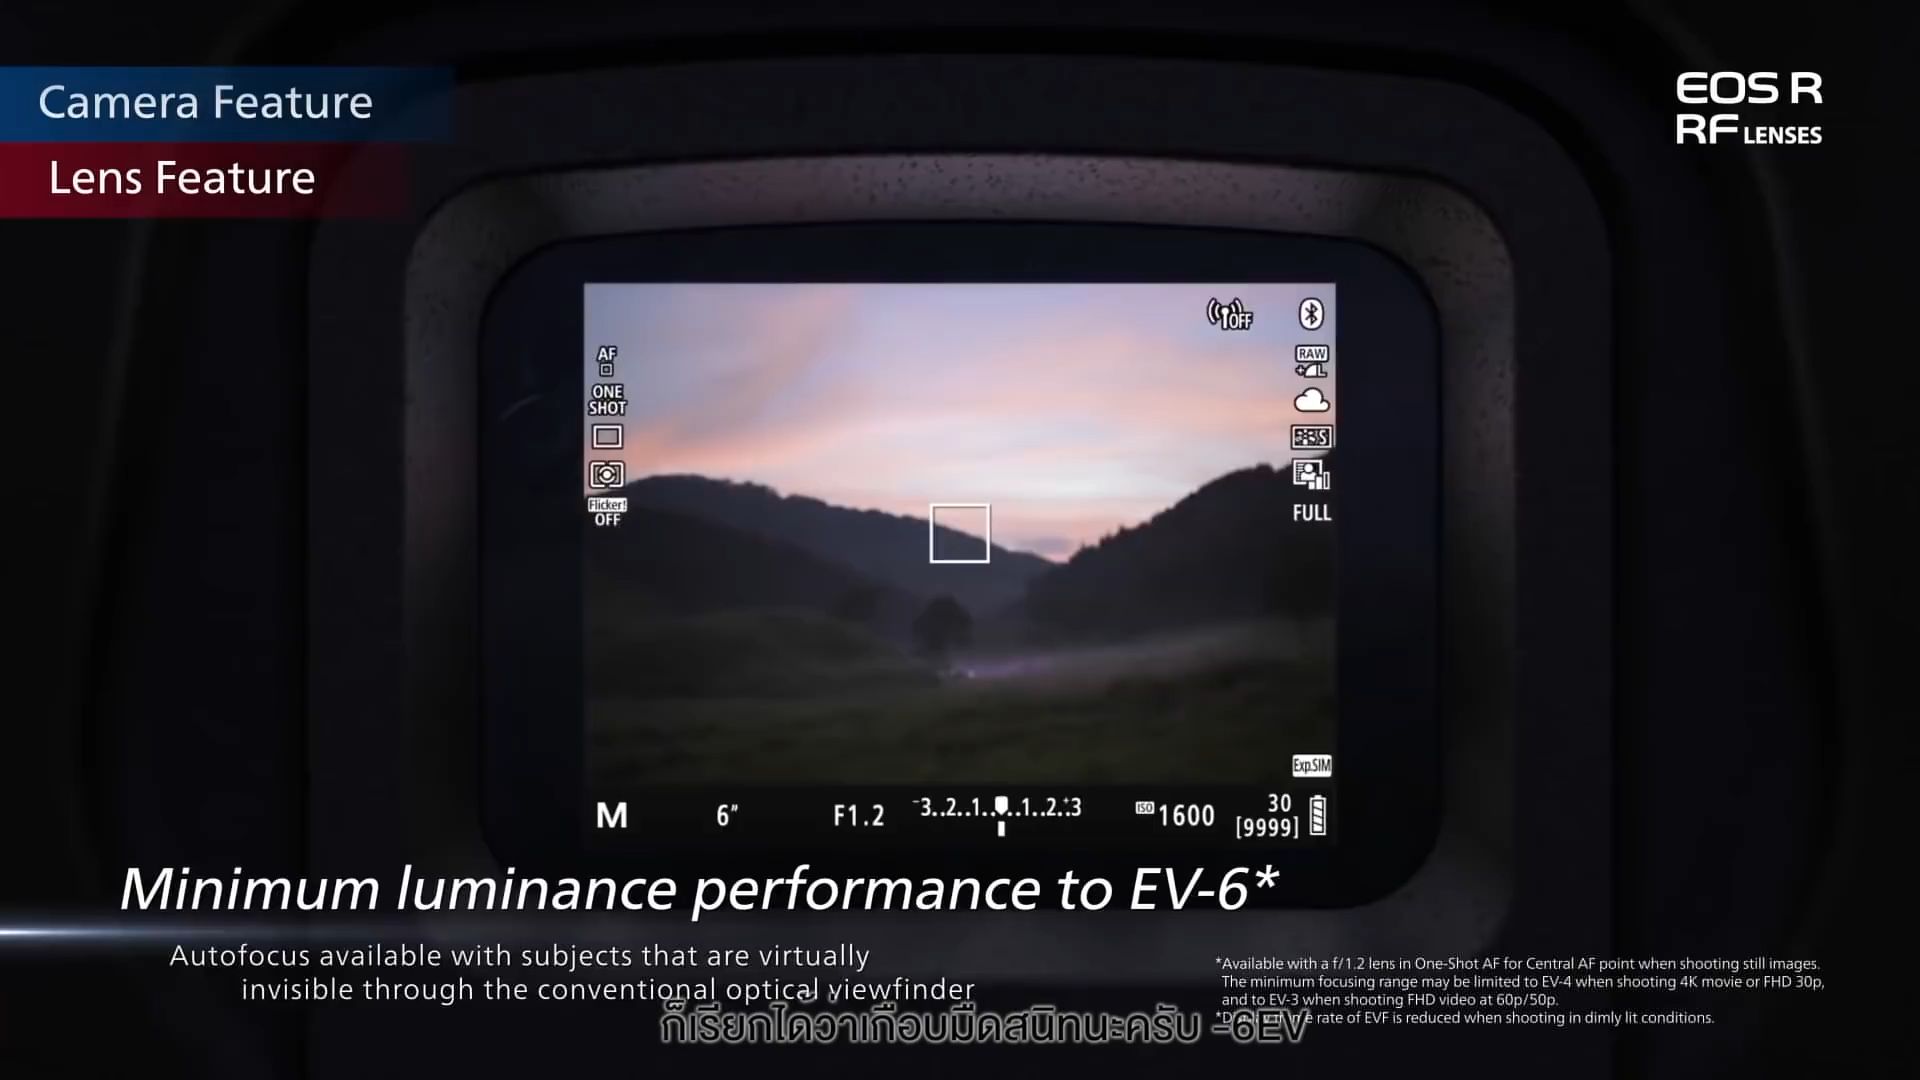 Camera Feature
Lens Feature
EOS R
RF LENSES
OFF
AF
ONE
SHOT
Flicker!
OFF
RAW
+L
S
FULL
Exp.SIM
M 6" F1.2 -3..2..1..▼..1..2..+3 ISO 1600 30 [9999]
Minimum luminance performance to EV-6*
Autofocus available with subjects that are virtually
invisible through the conventional optical viewfinder
*Available with a f/1.2 lens in One-Shot AF for Central AF point when shooting still images.
The minimum focusing range may be limited to EV-4 when shooting 4K movie or FHD 30p,
and to EV-3 when shooting FHD video at 60p/50p.
rate of EVF is reduced when shooting in dimly lit conditions.
ก็เรียกได้ว่าเกือบมืดสนิทนะครับ -6EV